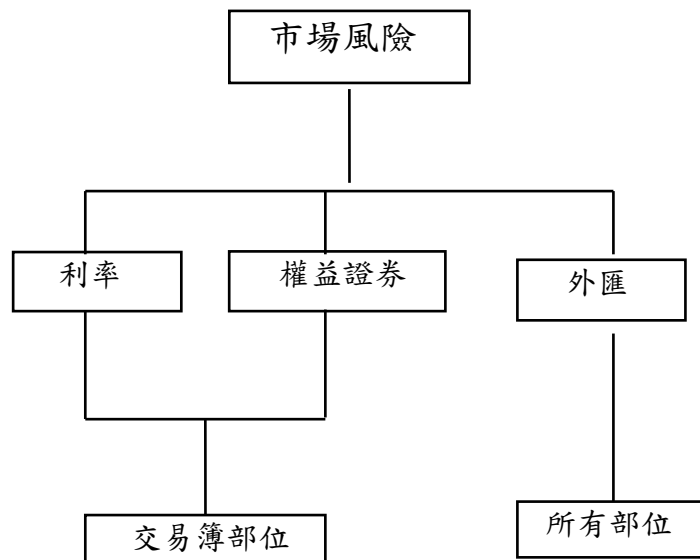 市場風險
利率
權益證券
外匯
交易簿部位
所有部位